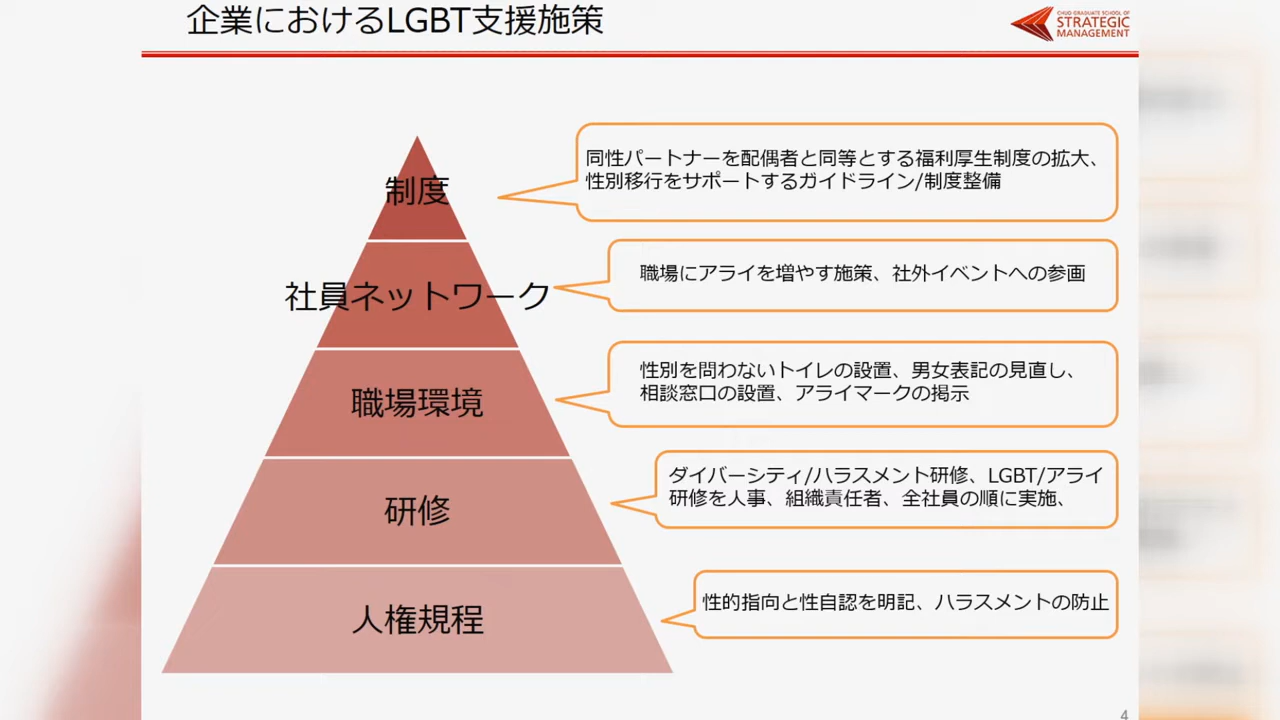 企業におけるLGBT支援施策
CHUO GRADUATE SCHOOL OF
STRATEGIC
MANAGEMENT
制度
同性パートナーを配偶者と同等とする福利厚生制度の拡大、
性別移行をサポートするガイドライン/制度整備
社員ネットワーク
職場にアライを増やす施策、社外イベントへの参画
職場環境
性別を問わないトイレの設置、男女表記の見直し、
相談窓口の設置、アライマークの掲示
研修
ダイバーシティ/ハラスメント研修、LGBT/アライ
研修を人事、組織責任者、全社員の順に実施、
人権規程
性的指向と性自認を明記、ハラスメントの防止
4